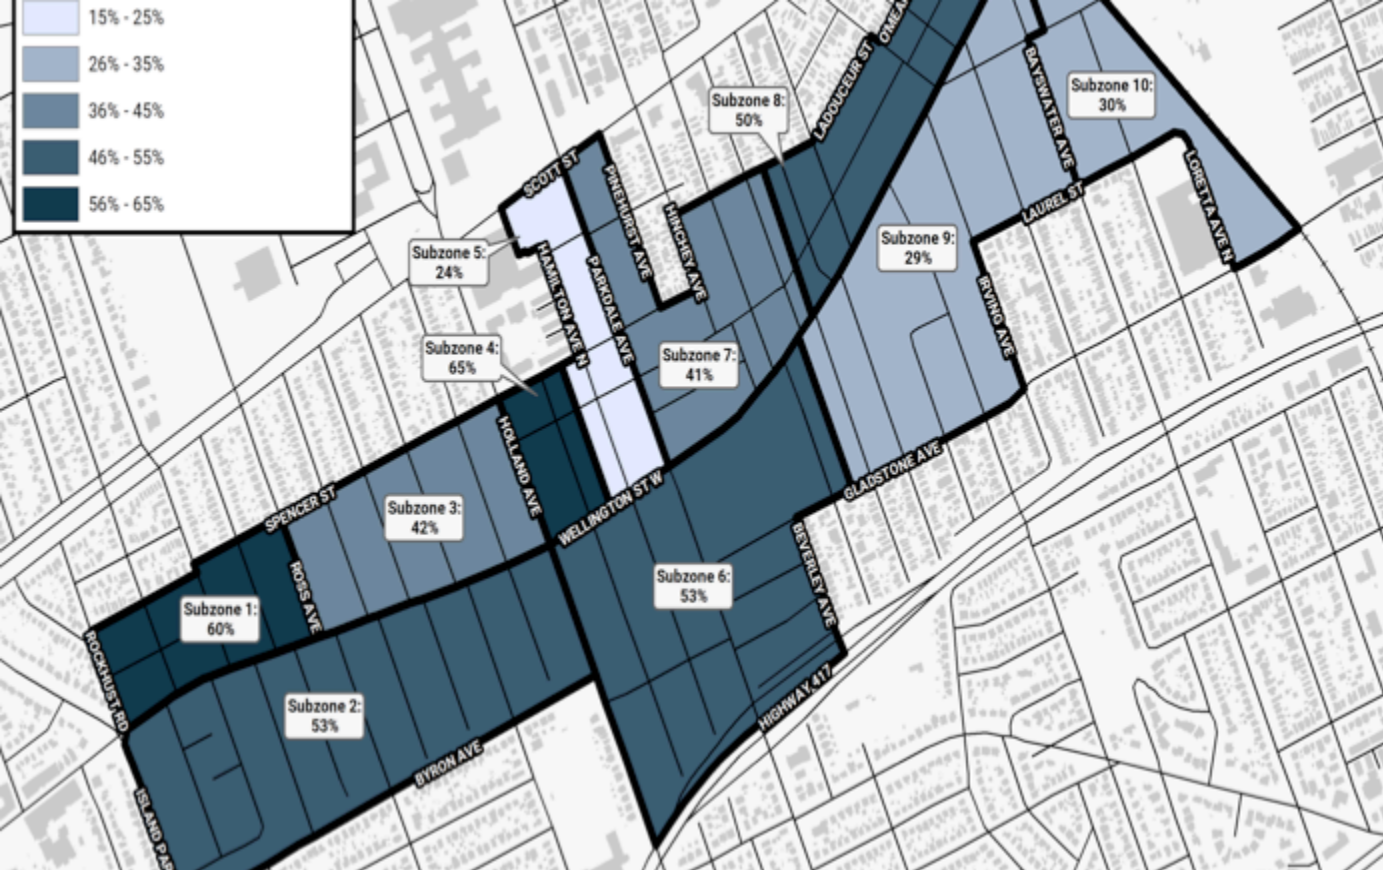 15% - 25%
26% - 35%
36% - 45%
46% - 55%
56% - 65%
O'MEA
LADOUCEUR ST
BAYSWATER AVE
Subzone 10:
30%
Subzone 8:
50%
SCOTT ST
PINEHURST AVE
HINCHEY AVE
LORETTA AVE N
LAUREL ST
Subzone 9:
29%
Subzone 5:
24%
HAMILTON AVE N
PARKDALE AVE
IRVING AVE
Subzone 4:
65%
Subzone 7:
41%
HOLLAND AVE
GLADSTONE AVE
WELLINGTON ST W
SPENCER ST
Subzone 3:
42%
BEVERLEY AVE
ROSS AVE
Subzone 6:
53%
Subzone 1:
60%
ROCKHUST RD
Subzone 2:
53%
HIGHWAY 417
BYRON AVE
ISLAND PAR